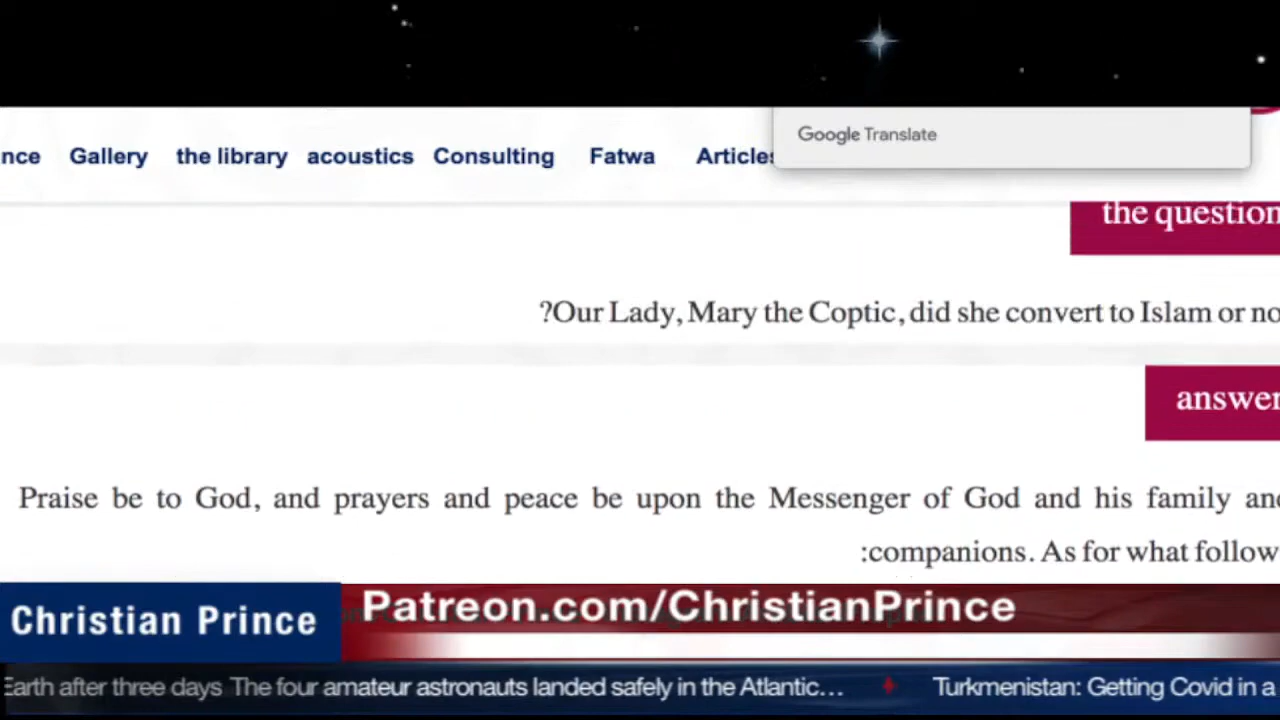 Google Translate
nce Gallery the library acoustics Consulting Fatwa Articles
the question
?Our Lady, Mary the Coptic, did she convert to Islam or no
answer
Praise be to God, and prayers and peace be upon the Messenger of God and his family and
:companions. As for what follow
Christian Prince
Patreon.com/ChristianPrince
Earth after three days The four amateur astronauts landed safely in the Atlantic... Turkmenistan: Getting Covid in a